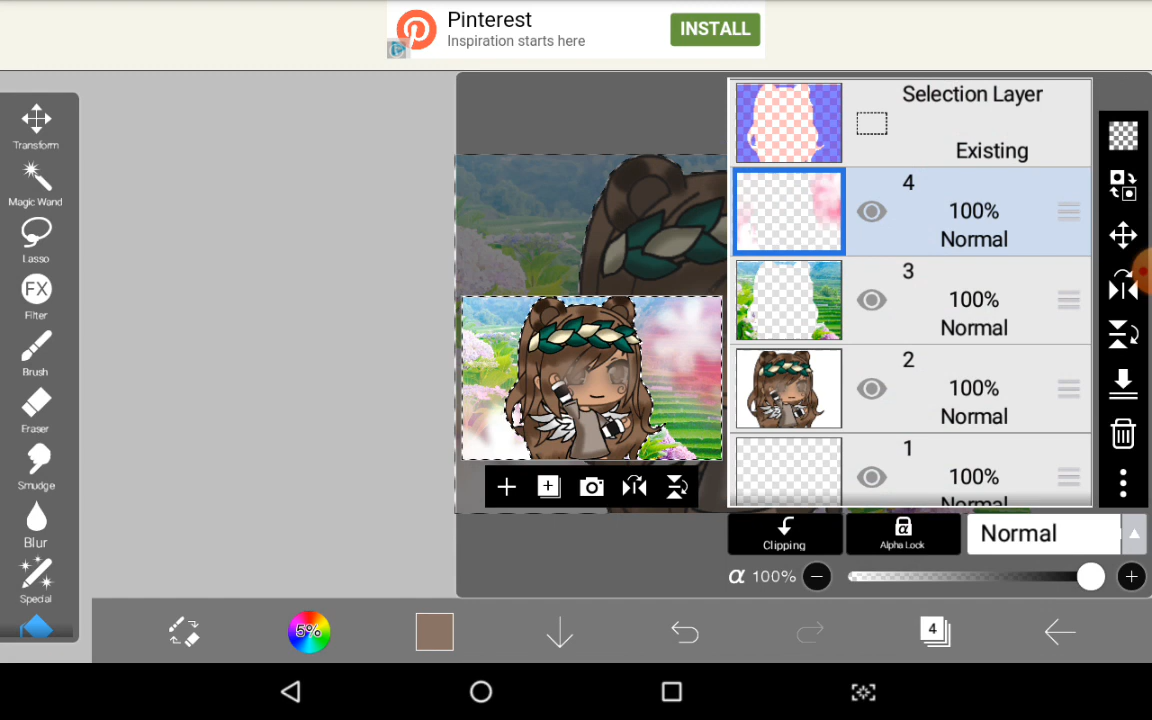 Pinterest
Inspiration starts here
INSTALL
Transform
Magic Wand
Lasso
FX
Filter
Brush
Eraser
Smudge
Blur
Special
Selection Layer
Existing
4
100%
Normal
3
100%
Normal
2
100%
Normal
1
100%
Normal
Clipping
α
Alpha Lock
Normal
α 100%
5%
4